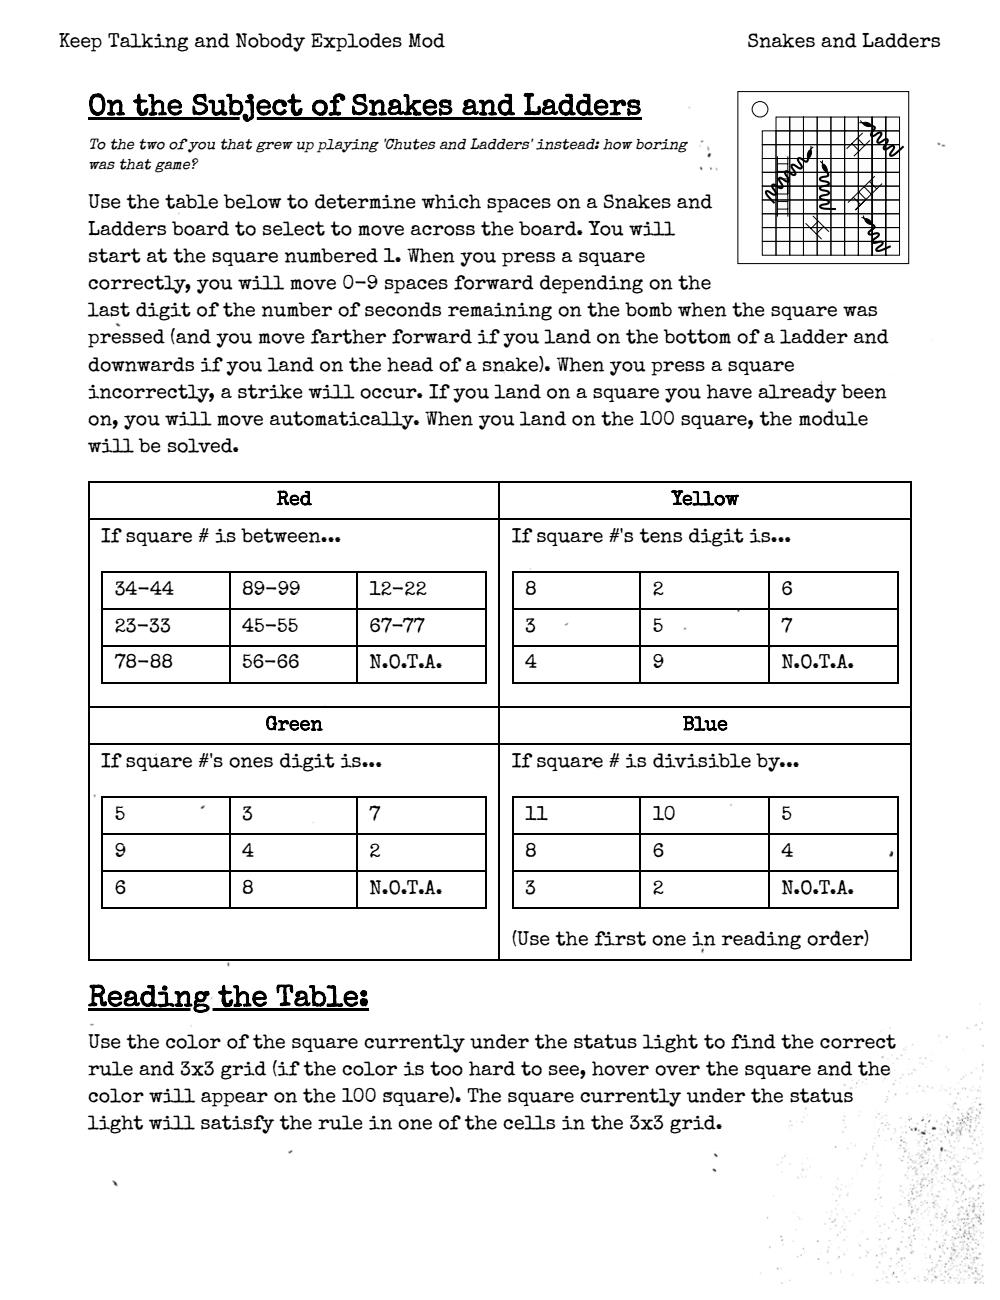 Keep Talking and Nobody Explodes Mod Snakes and Ladders
On the Subject of Snakes and Ladders
To the two of you that grew up playing 'Chutes and Ladders' instead: how boring
was that game?
Use the table below to determine which spaces on a Snakes and
Ladders board to select to move across the board. You will
start at the square numbered 1. When you press a square
correctly, you will move 0-9 spaces forward depending on the
last digit of the number of seconds remaining on the bomb when the square was
pressed (and you move farther forward if you land on the bottom of a ladder and
downwards if you land on the head of a snake). When you press a square
incorrectly, a strike will occur. If you land on a square you have already been
on, you will move automatically. When you land on the 100 square, the module
will be solved.
Red Yellow
If square # is between... If square #'s tens digit is...
34-44 89-99 12-22 8 2 6
23-33 45-55 67-77 3 5 7
78-88 56-66 N.O.T.A. 4 9 N.O.T.A.
Green Blue
If square #'s ones digit is... If square # is divisible by...
5 3 7 11 10 5
9 4 2 8 6 4
6 8 N.O.T.A. 3 2 N.O.T.A.
(Use the first one in reading order)
Reading the Table:
Use the color of the square currently under the status light to find the correct
rule and 3x3 grid (if the color is too hard to see, hover over the square and the
color will appear on the 100 square). The square currently under the status
light will satisfy the rule in one of the cells in the 3x3 grid.